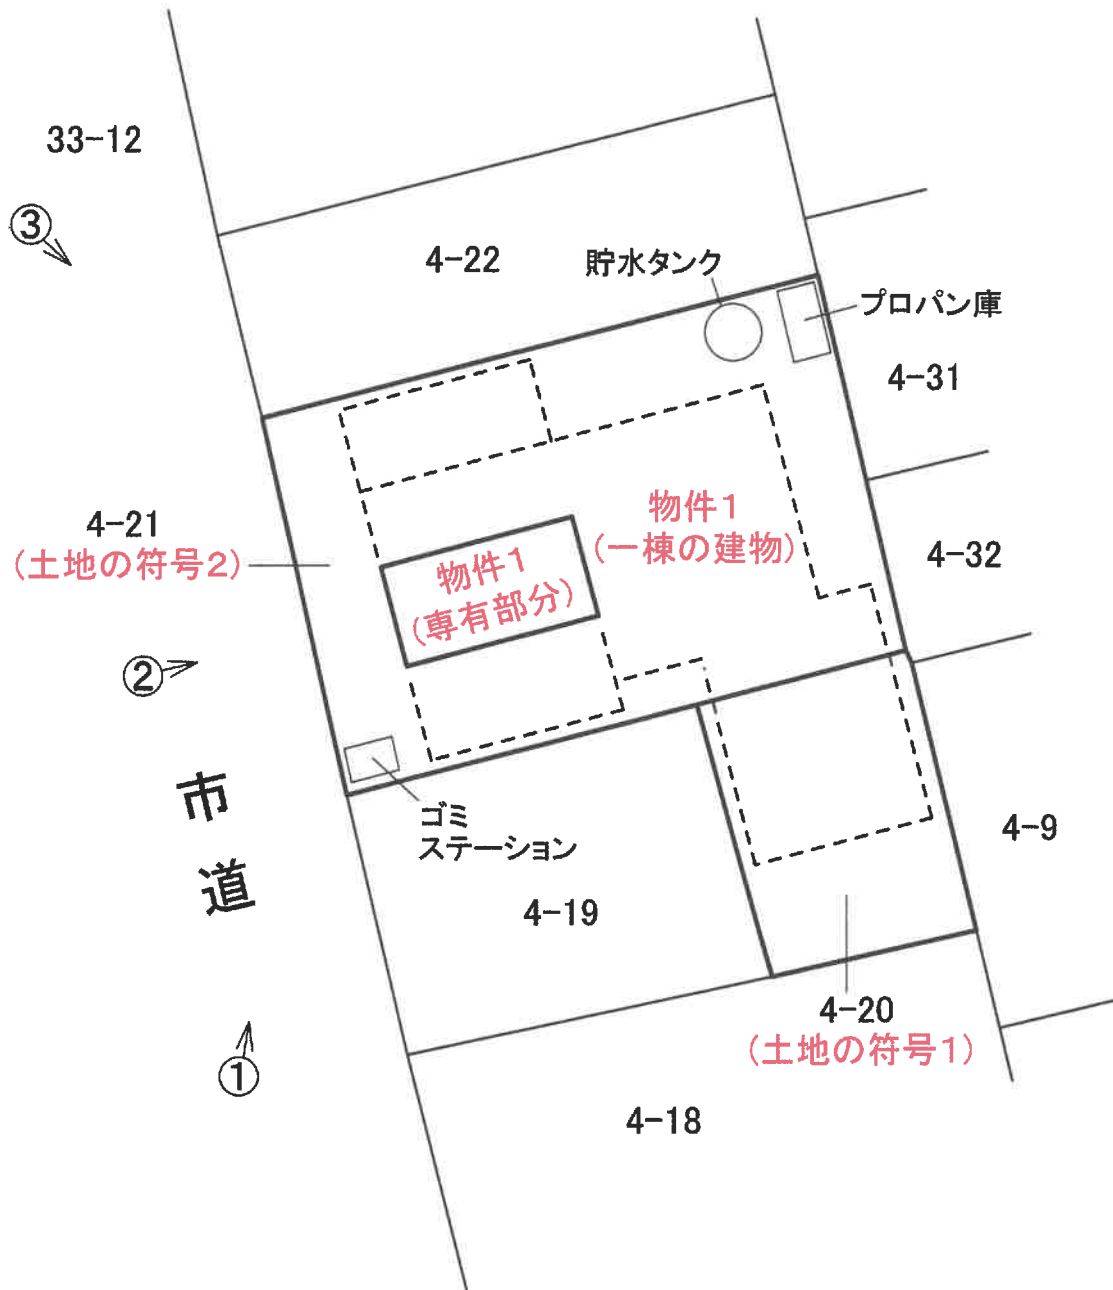 33-12
③
4-22
貯水タンク
プロパン庫
4-31
4-21
(土地の符号2)
物件1
(一棟の建物)
物件1
(専有部分)
4-32
②
市道
ゴミ
ステーション
4-19
4-9
4-20
(土地の符号1)
①
4-18